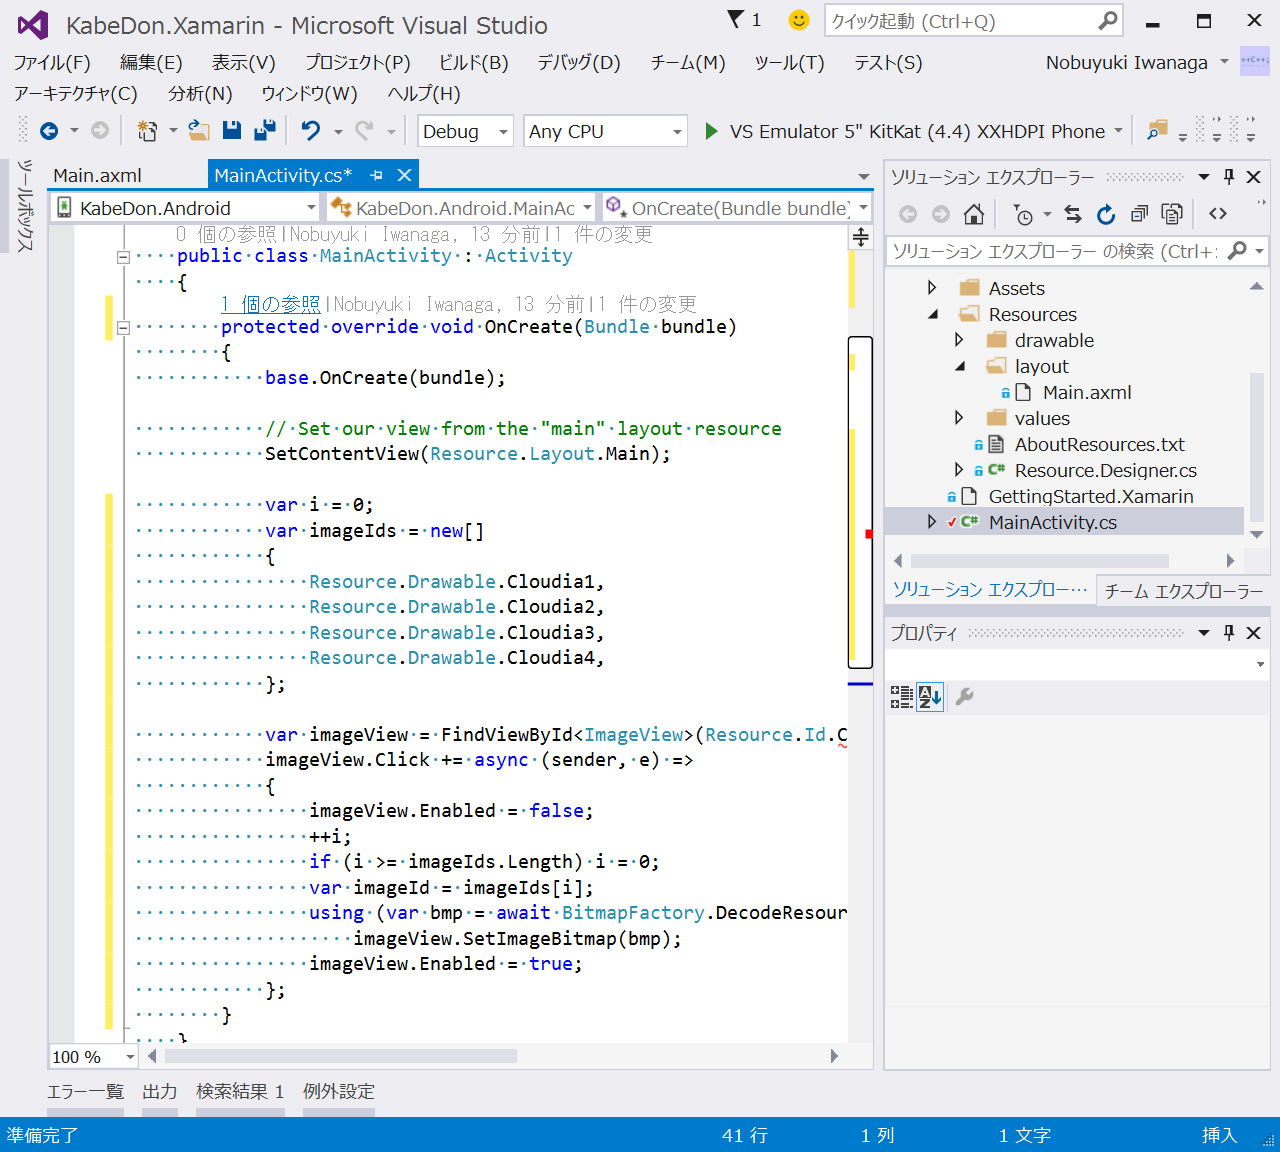 KabeDon.Xamarin - Microsoft Visual Studio
1
クイック起動 (Ctrl+Q)
ファイル(F) 編集(E) 表示(V) プロジェクト(P) ビルド(B) デバッグ(D) チーム(M) ツール(T) テスト(S)
Nobuyuki Iwanaga
アーキテクチャ(C) 分析(N) ウィンドウ(W) ヘルプ(H)
Debug
Any CPU
VS Emulator 5" KitKat (4.4) XXHDPI Phone
ツールボックス
Main.axml
MainActivity.cs*
KabeDon.Android
KabeDon.Android.MainAc
OnCreate(Bundle bundle)
0 個の参照|Nobuyuki Iwanaga, 13 分前|1 件の変更
public class MainActivity : Activity
{
1 個の参照|Nobuyuki Iwanaga, 13 分前|1 件の変更
protected override void OnCreate(Bundle bundle)
{
base.OnCreate(bundle);
// Set our view from the "main" layout resource
SetContentView(Resource.Layout.Main);
var i = 0;
var imageIds = new[]
{
Resource.Drawable.Cloudia1,
Resource.Drawable.Cloudia2,
Resource.Drawable.Cloudia3,
Resource.Drawable.Cloudia4,
};
var imageView = FindViewById<ImageView>(Resource.Id.C
imageView.Click += async (sender, e) =>
{
imageView.Enabled = false;
++i;
if (i >= imageIds.Length) i = 0;
var imageId = imageIds[i];
using (var bmp = await BitmapFactory.DecodeResour
imageView.SetImageBitmap(bmp);
imageView.Enabled = true;
};
}
}
100 %
ソリューション エクスプローラー
ソリューション エクスプローラー の検索 (Ctrl+:
Assets
Resources
drawable
layout
Main.axml
values
AboutResources.txt
C# Resource.Designer.cs
GettingStarted.Xamarin
C# MainActivity.cs
ソリューション エクスプロー… チーム エクスプローラー
プロパティ
エラー一覧 出力 検索結果 1 例外設定
準備完了 41 行 1 列 1 文字 挿入